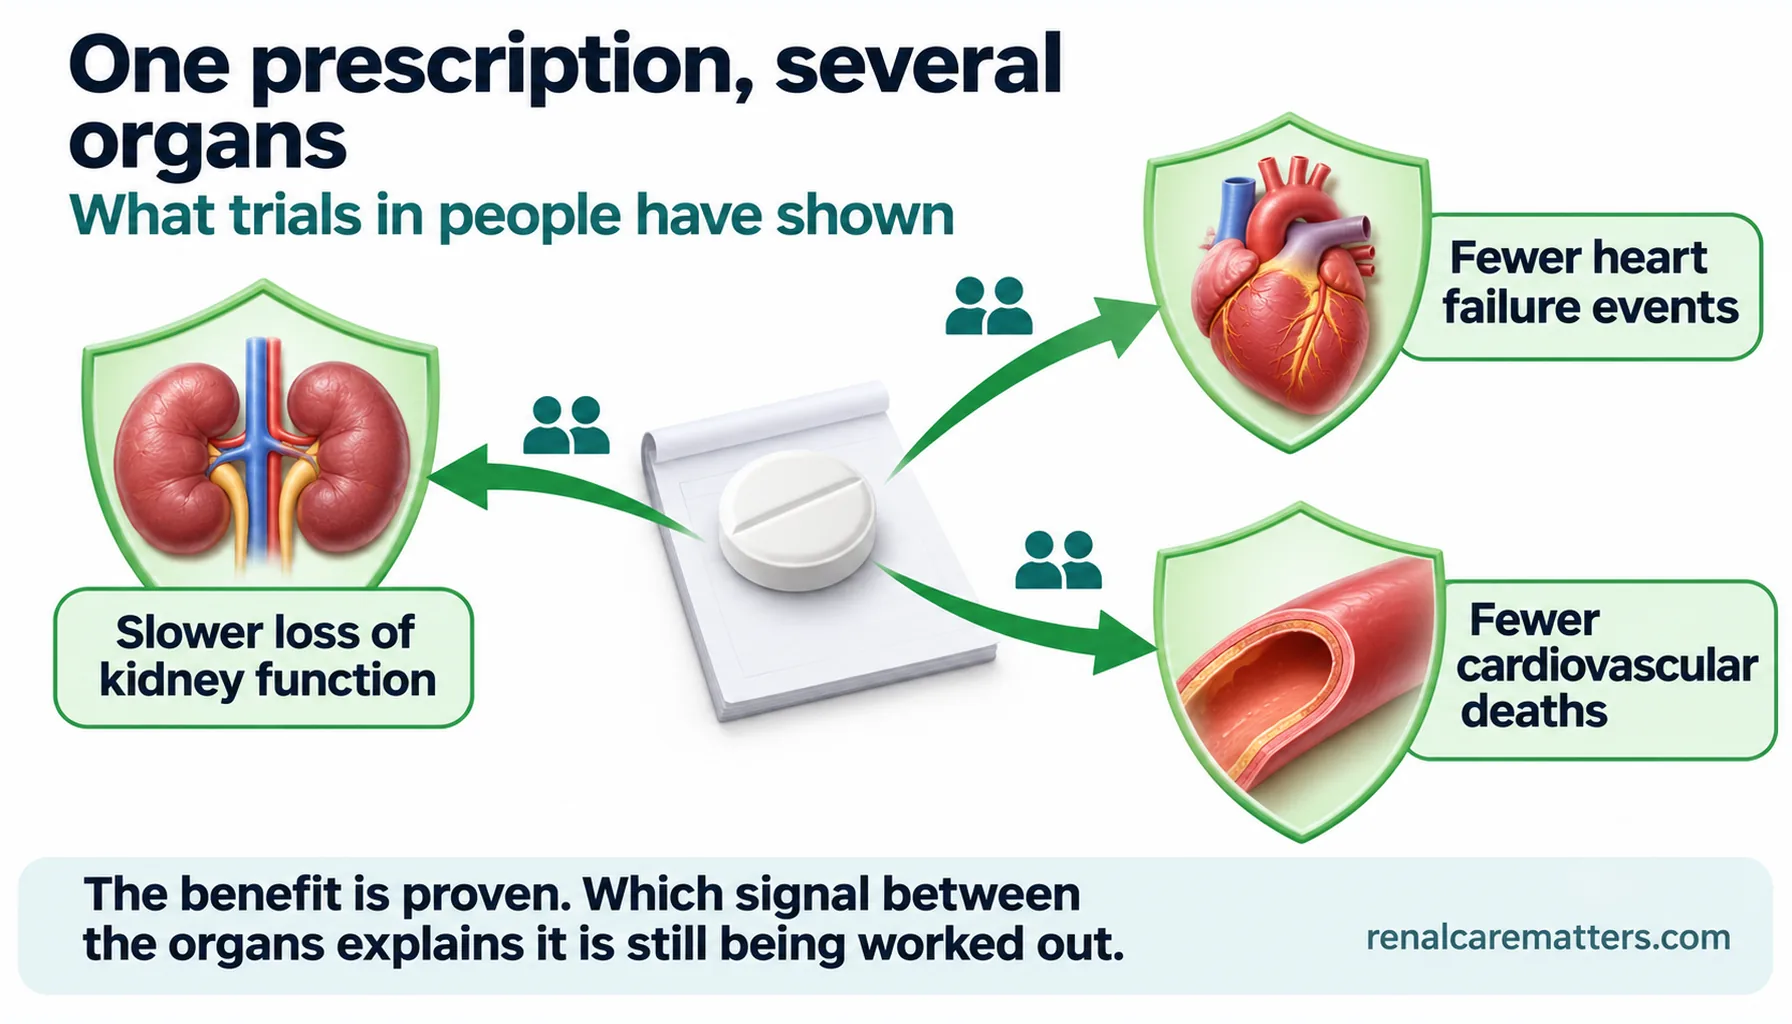 One prescription, several
organs
What trials in people have shown
Fewer heart
failure events
Slower loss of
kidney function
Fewer
cardiovascular
deaths
The benefit is proven. Which signal between
the organs explains it is still being worked out.
renalcarematters.com